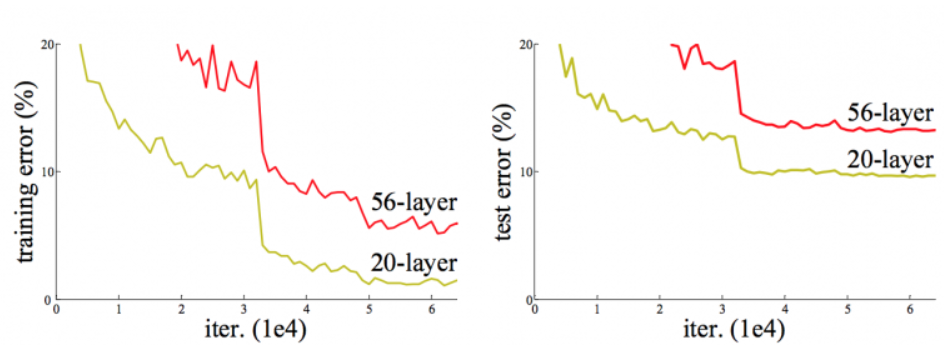 training error (%)
20
10
0
0 1 2 3 4 5 6
iter. (1e4)
56-layer
20-layer
test error (%)
20
10
0
0 1 2 3 4 5 6
iter. (1e4)
56-layer
20-layer